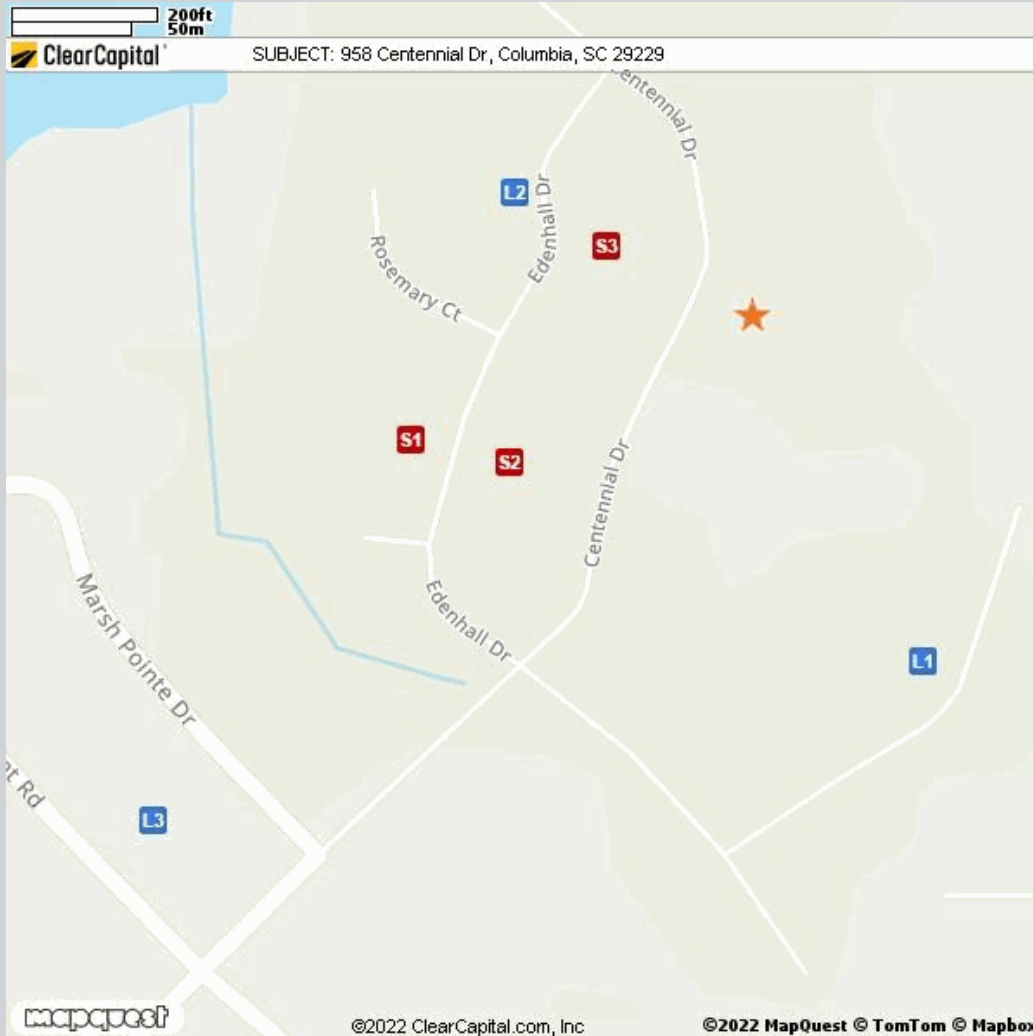 200ft
50m
ClearCapital
SUBJECT: 958 Centennial Dr, Columbia, SC 29229
Centennial Dr
L2
Edenhall Dr
S3
Rosemary Ct
S1
S2
Centennial Dr
Edenhall Dr
Marsh Pointe Dr
L1
Rd
L3
mapquest
©2022 ClearCapital.com, Inc
©2022 MapQuest © TomTom © Mapbox